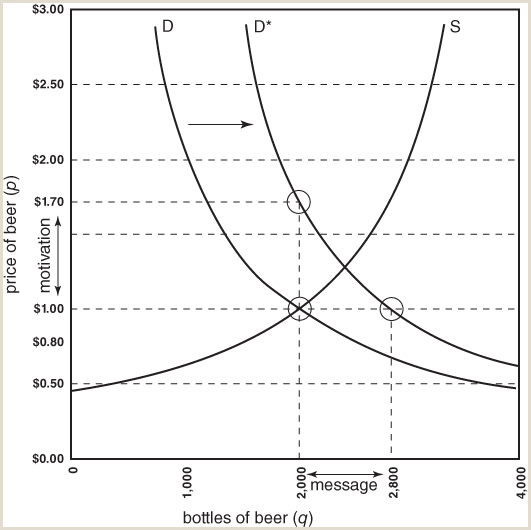 $3.00
D
D*
S
$2.50
$2.00
$1.70
$1.00
$0.80
$0.50
$0.00
price of beer (p)
motivation
0
1,000
2,000
2,800
4,000
message
bottles of beer (q)